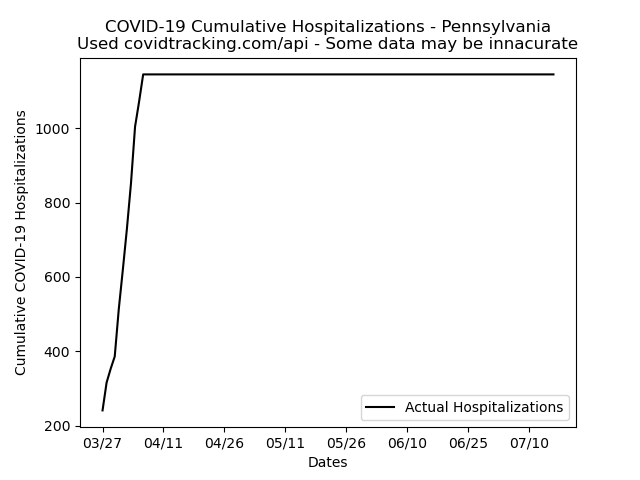 COVID-19 Cumulative Hospitalizations - Pennsylvania
Used covidtracking.com/api - Some data may be innacurate
Cumulative COVID-19 Hospitalizations
1000
800
600
400
200
Actual Hospitalizations
03/27 04/11 04/26 05/11 05/26 06/10 06/25 07/10
Dates